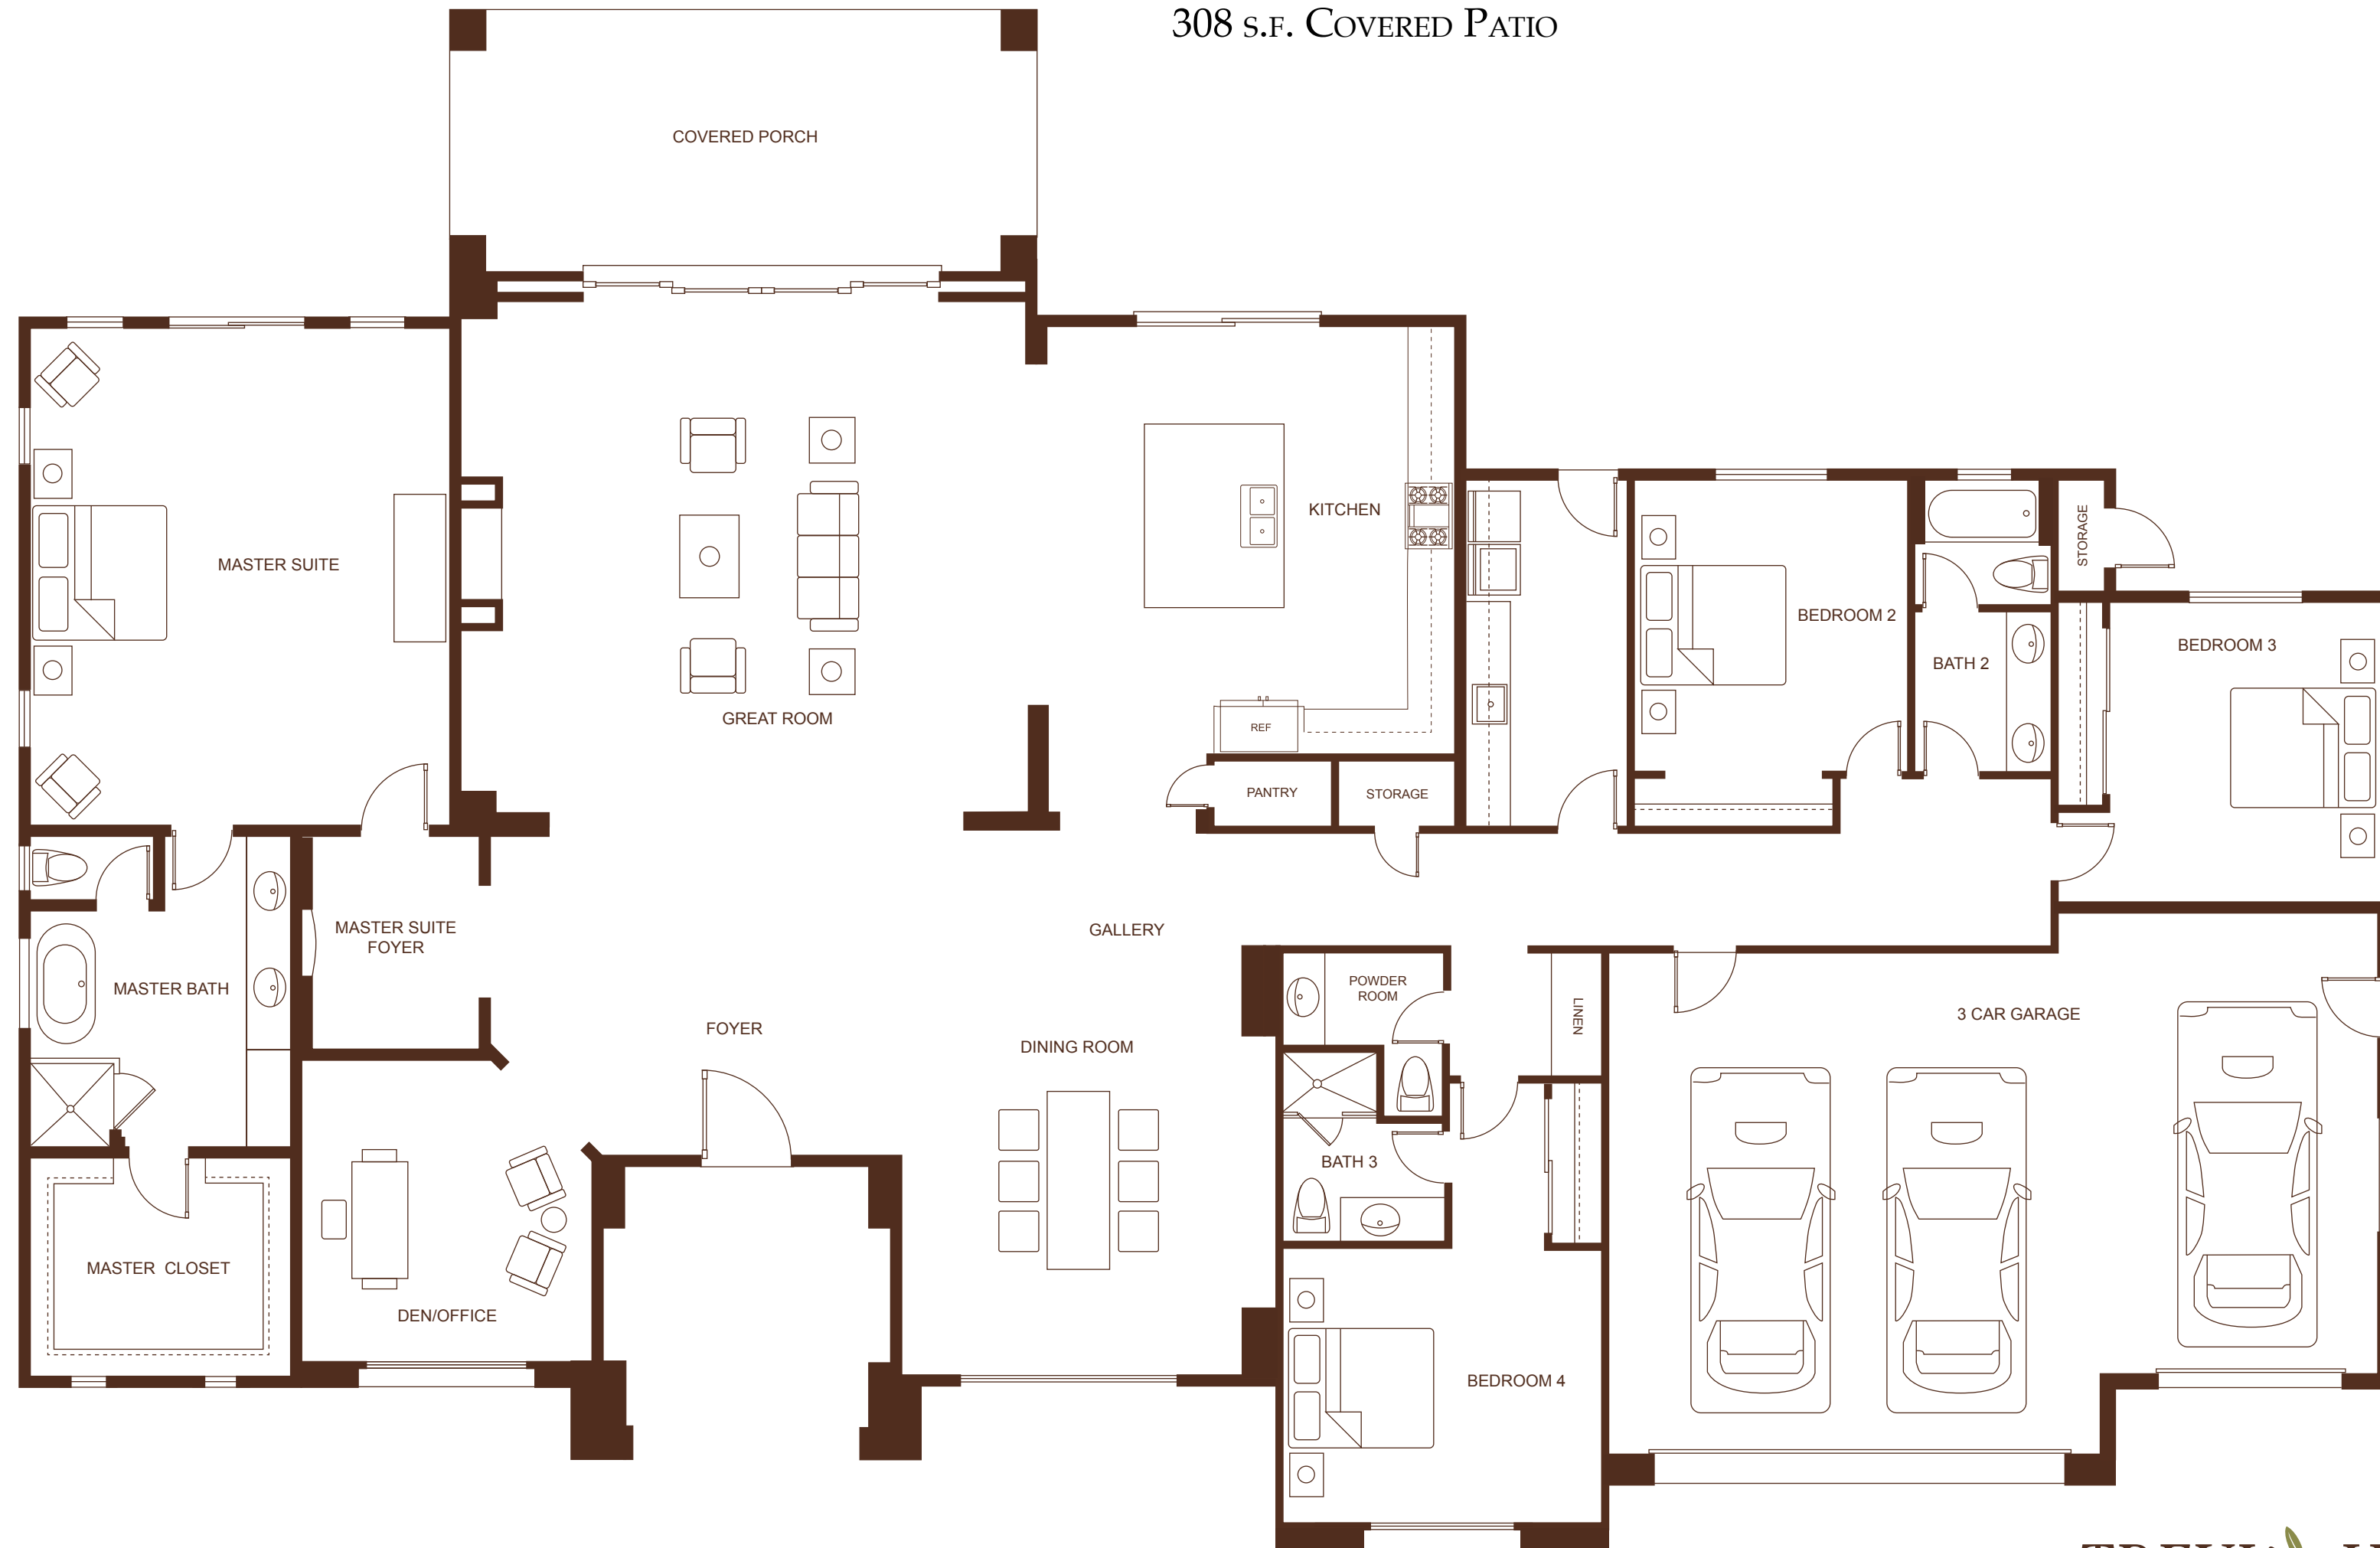 308 S.F. COVERED PATIO
COVERED PORCH
KITCHEN
STORAGE
MASTER SUITE
BEDROOM 2
BEDROOM 3
BATH 2
GREAT ROOM
REF
PANTRY
STORAGE
MASTER SUITE
FOYER
GALLERY
MASTER BATH
POWDER
ROOM
LINEN
3 CAR GARAGE
FOYER
DINING ROOM
BATH 3
MASTER CLOSET
DEN/OFFICE
BEDROOM 4